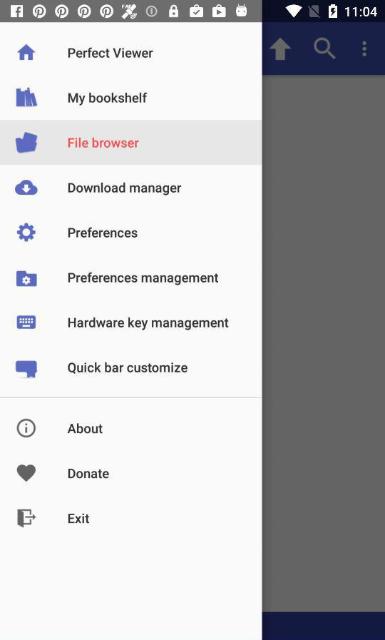 11:04
Perfect Viewer
My bookshelf
File browser
Download manager
Preferences
Preferences management
Hardware key management
Quick bar customize
About
Donate
Exit